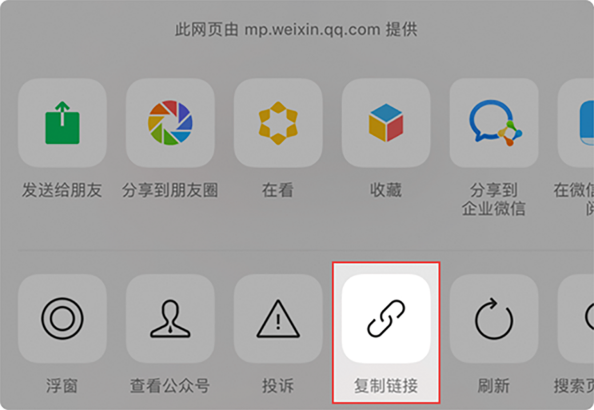 此网页由 mp.weixin.qq.com 提供
发送给朋友
分享到朋友圈
在看
收藏
分享到
企业微信
在微信
阅
浮窗
查看公众号
投诉
复制链接
刷新
搜索页